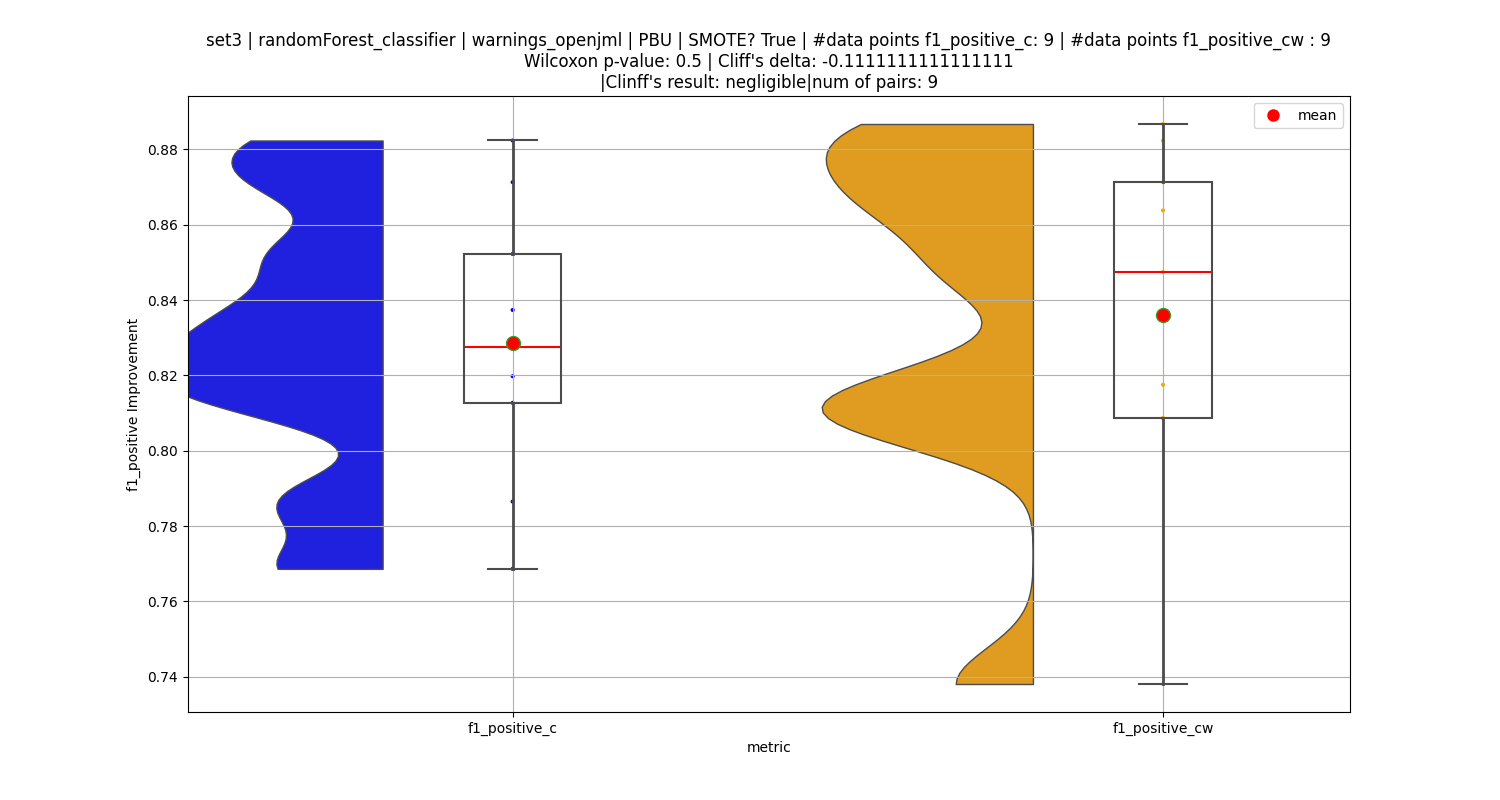 set3 | randomForest_classifier | warnings_openjml | PBU | SMOTE? True | #data points f1_positive_c: 9 | #data points f1_positive_cw : 9
Wilcoxon p-value: 0.5 | Cliff's delta: -0.1111111111111111
|Clinff's result: negligible|num of pairs: 9
mean
0.88
0.86
0.84
0.82
0.80
0.78
0.76
0.74
f1_positive Improvement
f1_positive_c
f1_positive_cw
metric